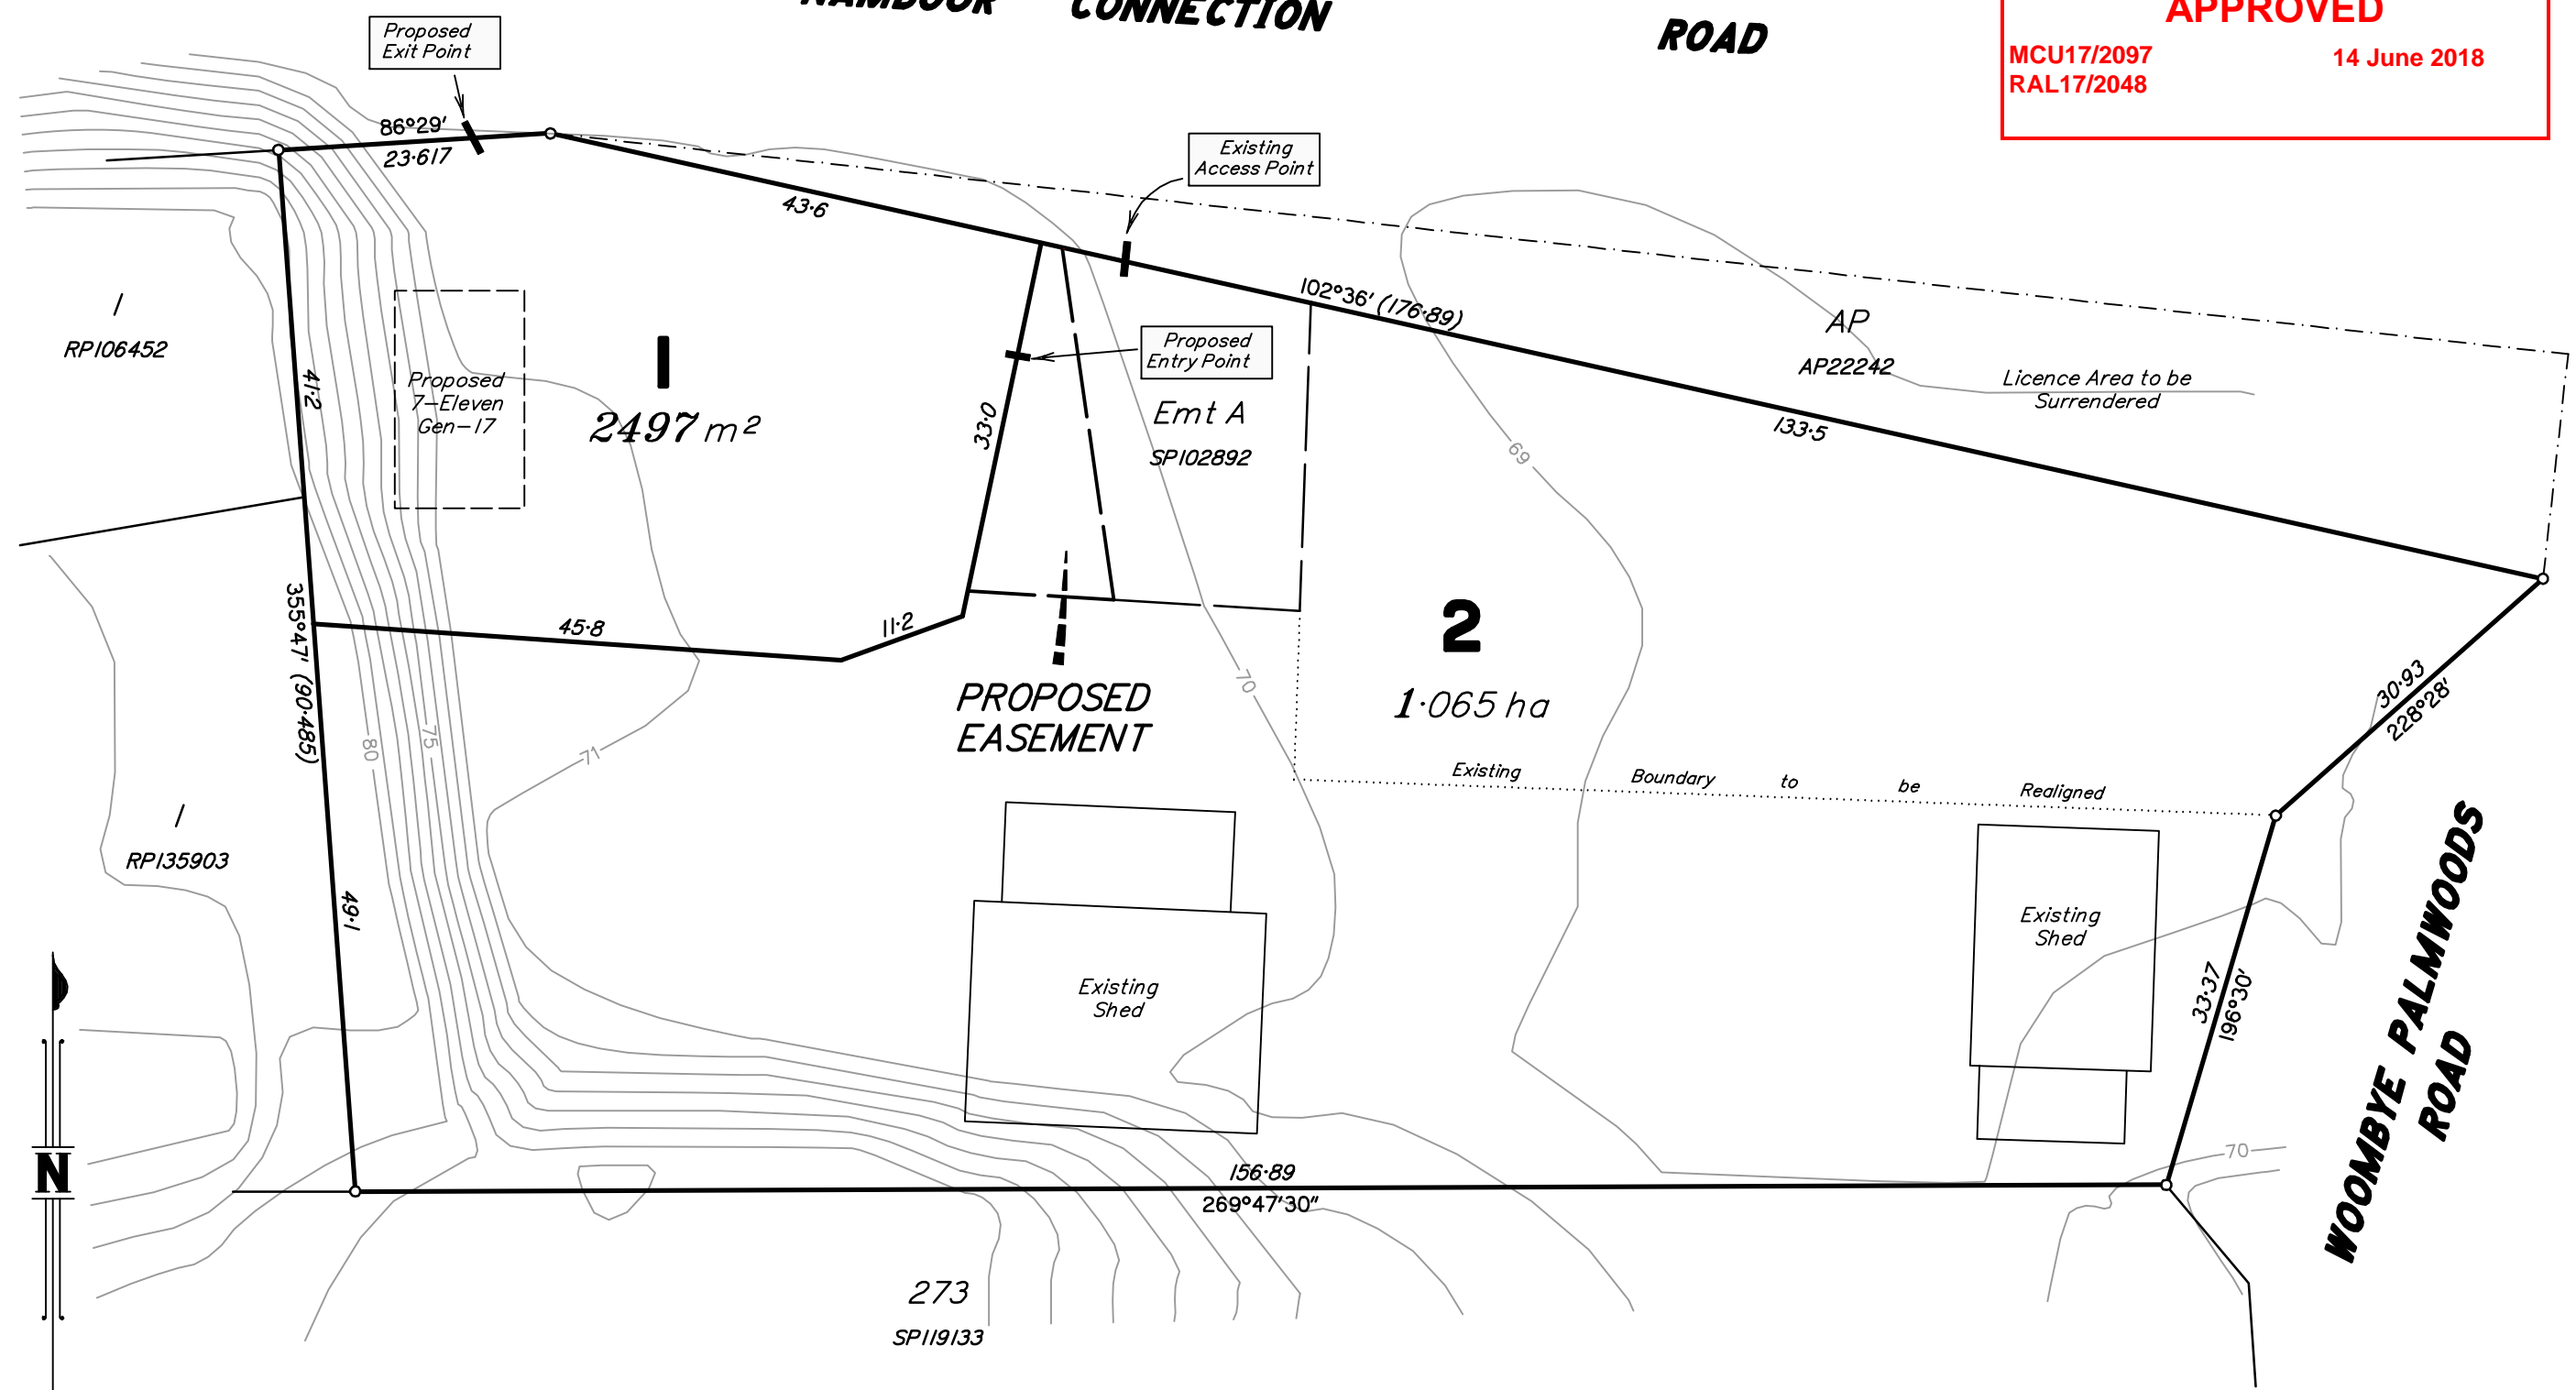 NAMBOUR CONNECTION ROAD
APPROVED
MCU17/2097 14 June 2018
RAL17/2048
Proposed
Exit Point
86°29'
23·617
43·6
Existing
Access Point
102°36' (176·89)
133·5
AP
AP22242
Licence Area to be
Surrendered
1
RP106452
41·2
Proposed
7-Eleven
Gen-17
1
2497 m²
33·0
Proposed
Entry Point
Emt A
SP102892
69
355°47' (90·485)
45·8
11·2
PROPOSED
EASEMENT
2
1·065 ha
30·93
228°28'
80
75
71
70
Existing Boundary to be Realigned
1
RP135903
49·1
Existing
Shed
Existing
Shed
33·37
196°30'
WOOMBYE PALMWOODS
ROAD
N
156·89
269°47'30"
70
273
SP119133